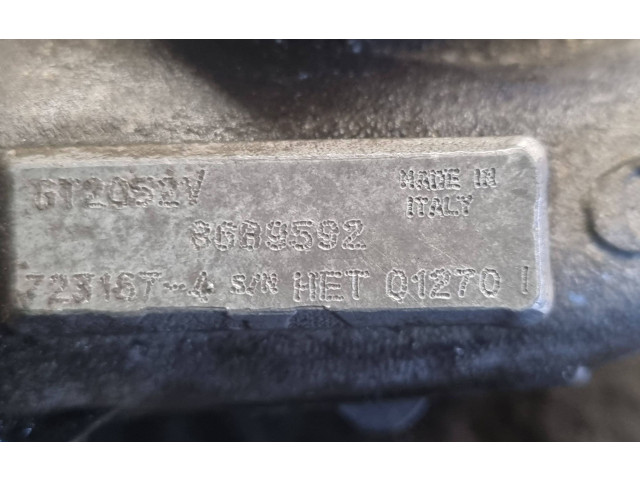 GT2052V MADE IN
ITALY
8689592
723167-4 S/N HET 01270 I